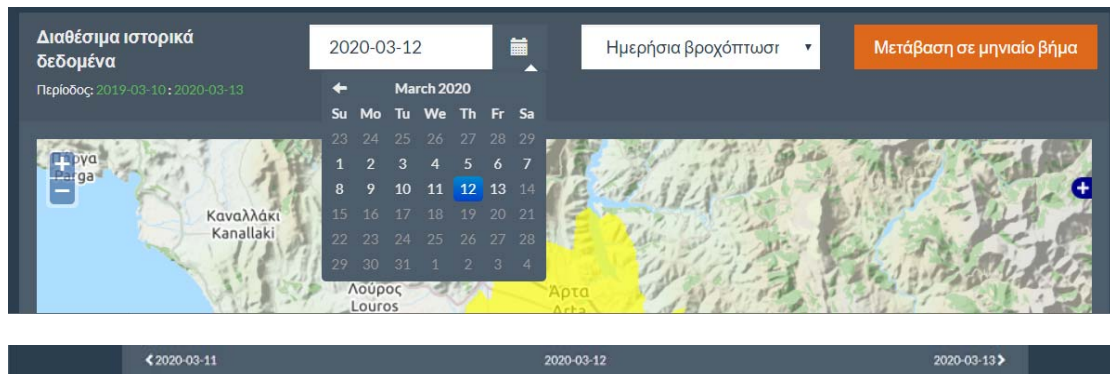 Διαθέσιμα ιστορικά
δεδομένα
Περίοδος: 2019-03-10 : 2020-03-13
2020-03-12
Ημερήσια βροχόπτωση
Μετάβαση σε μηνιαίο βήμα
March 2020
Su Mo Tu We Th Fr Sa
23 24 25 26 27 28 29
1 2 3 4 5 6 7
8 9 10 11 12 13 14
15 16 17 18 19 20 21
22 23 24 25 26 27 28
29 30 31 1 2 3 4
Parga
Καναλλάκι
Kanallaki
Λούρος
Louros
Άρτα
Arta
2020-03-11
2020-03-12
2020-03-13